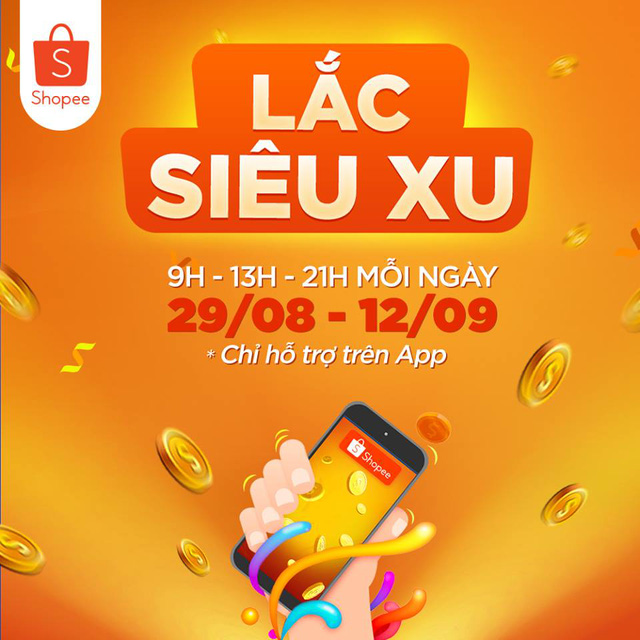 S
Shopee
LẮC
SIÊU XU
9H - 13H - 21H MỖI NGÀY
29/08 - 12/09
* Chỉ hỗ trợ trên App
S Shopee